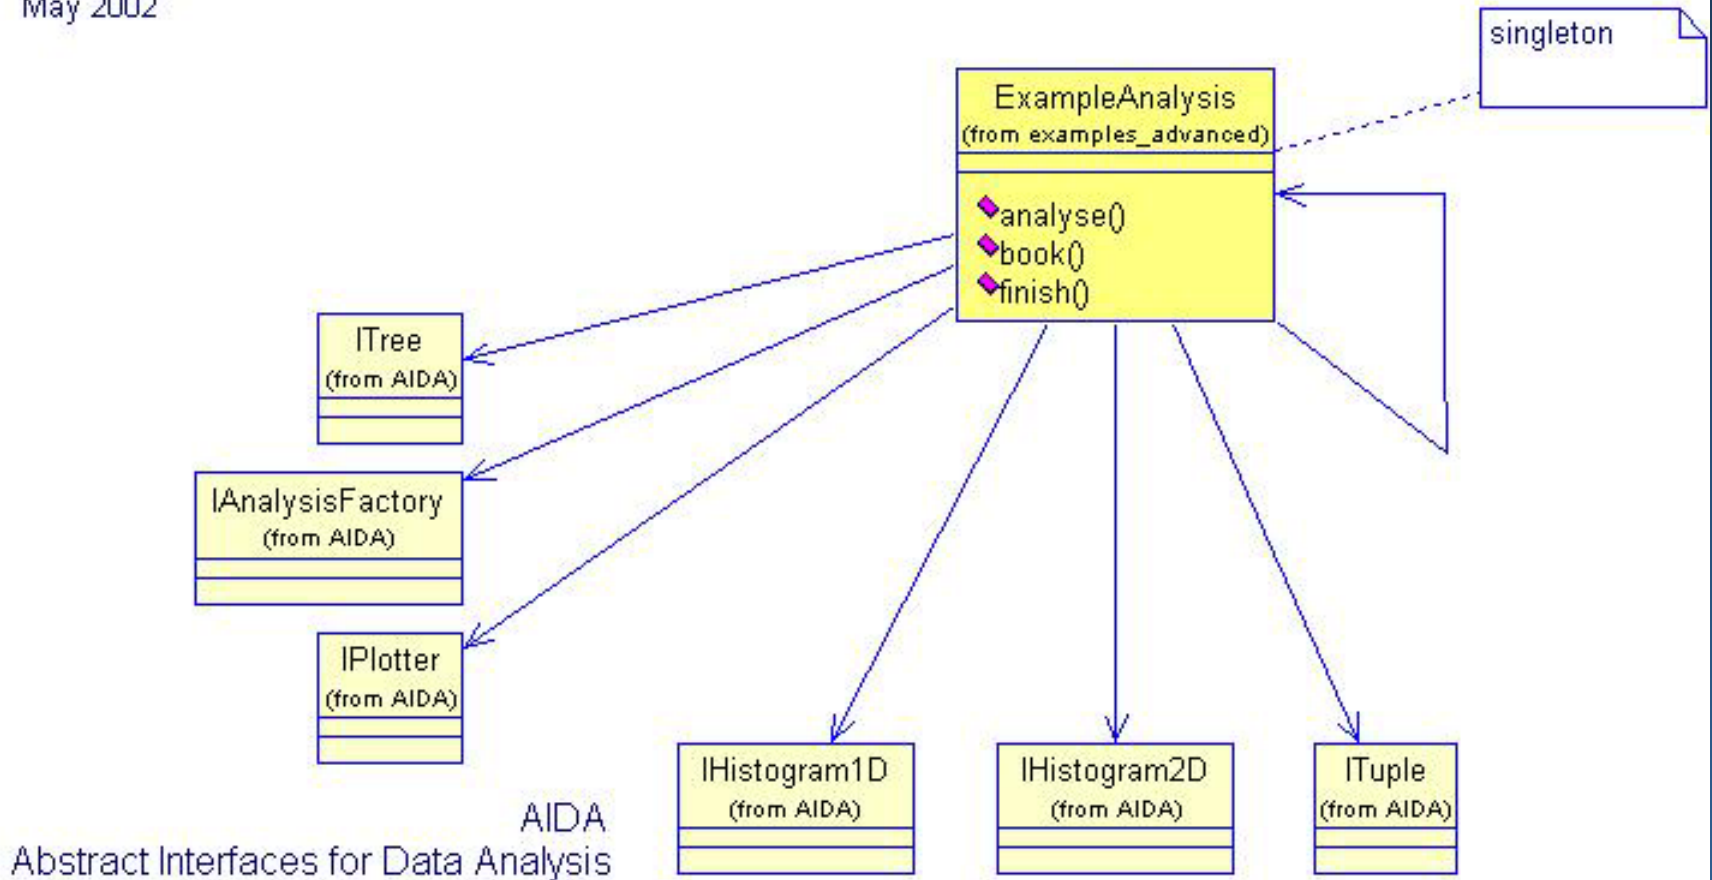 May 2002
singleton
ExampleAnalysis
(from examples_advanced)
analyse()
book()
finish()
ITree
(from AIDA)
IAnalysisFactory
(from AIDA)
IPlotter
(from AIDA)
IHistogram1D
(from AIDA)
IHistogram2D
(from AIDA)
ITuple
(from AIDA)
AIDA
Abstract Interfaces for Data Analysis